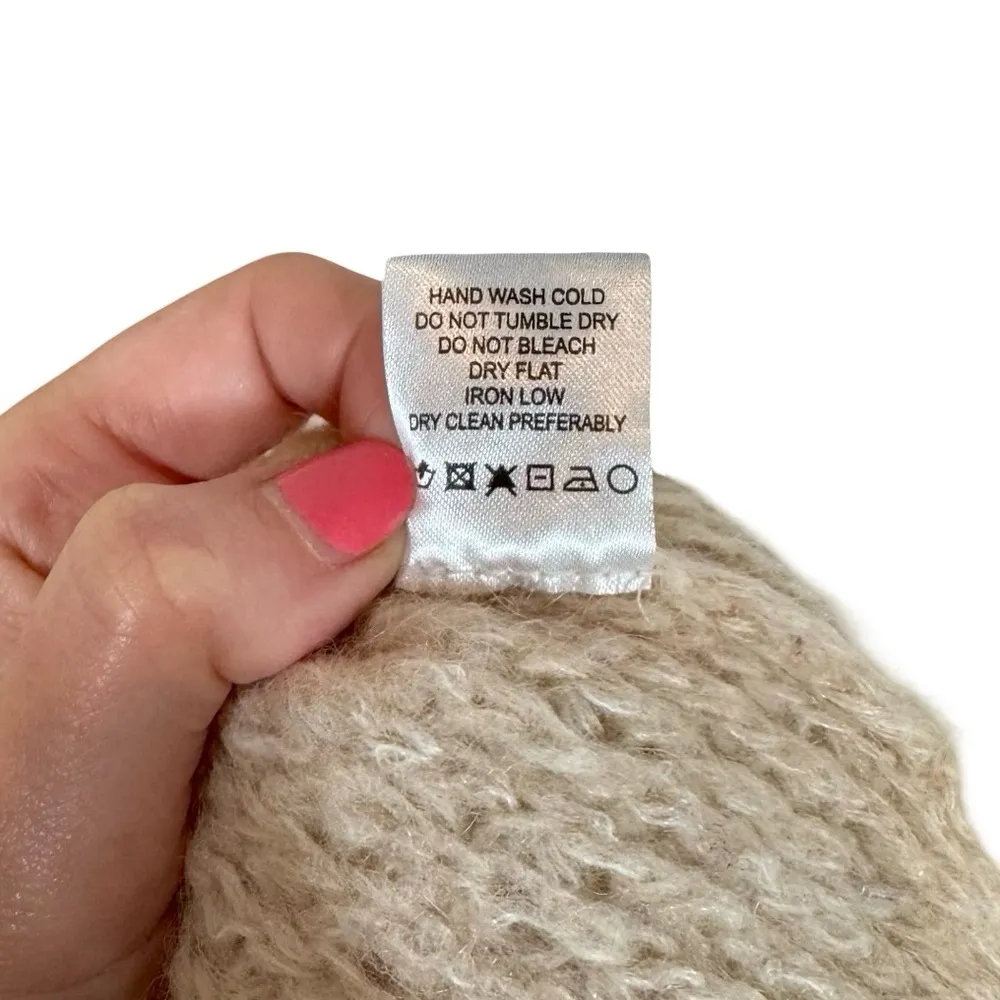 HAND WASH COLD
DO NOT TUMBLE DRY
DO NOT BLEACH
DRY FLAT
IRON LOW
DRY CLEAN PREFERABLY